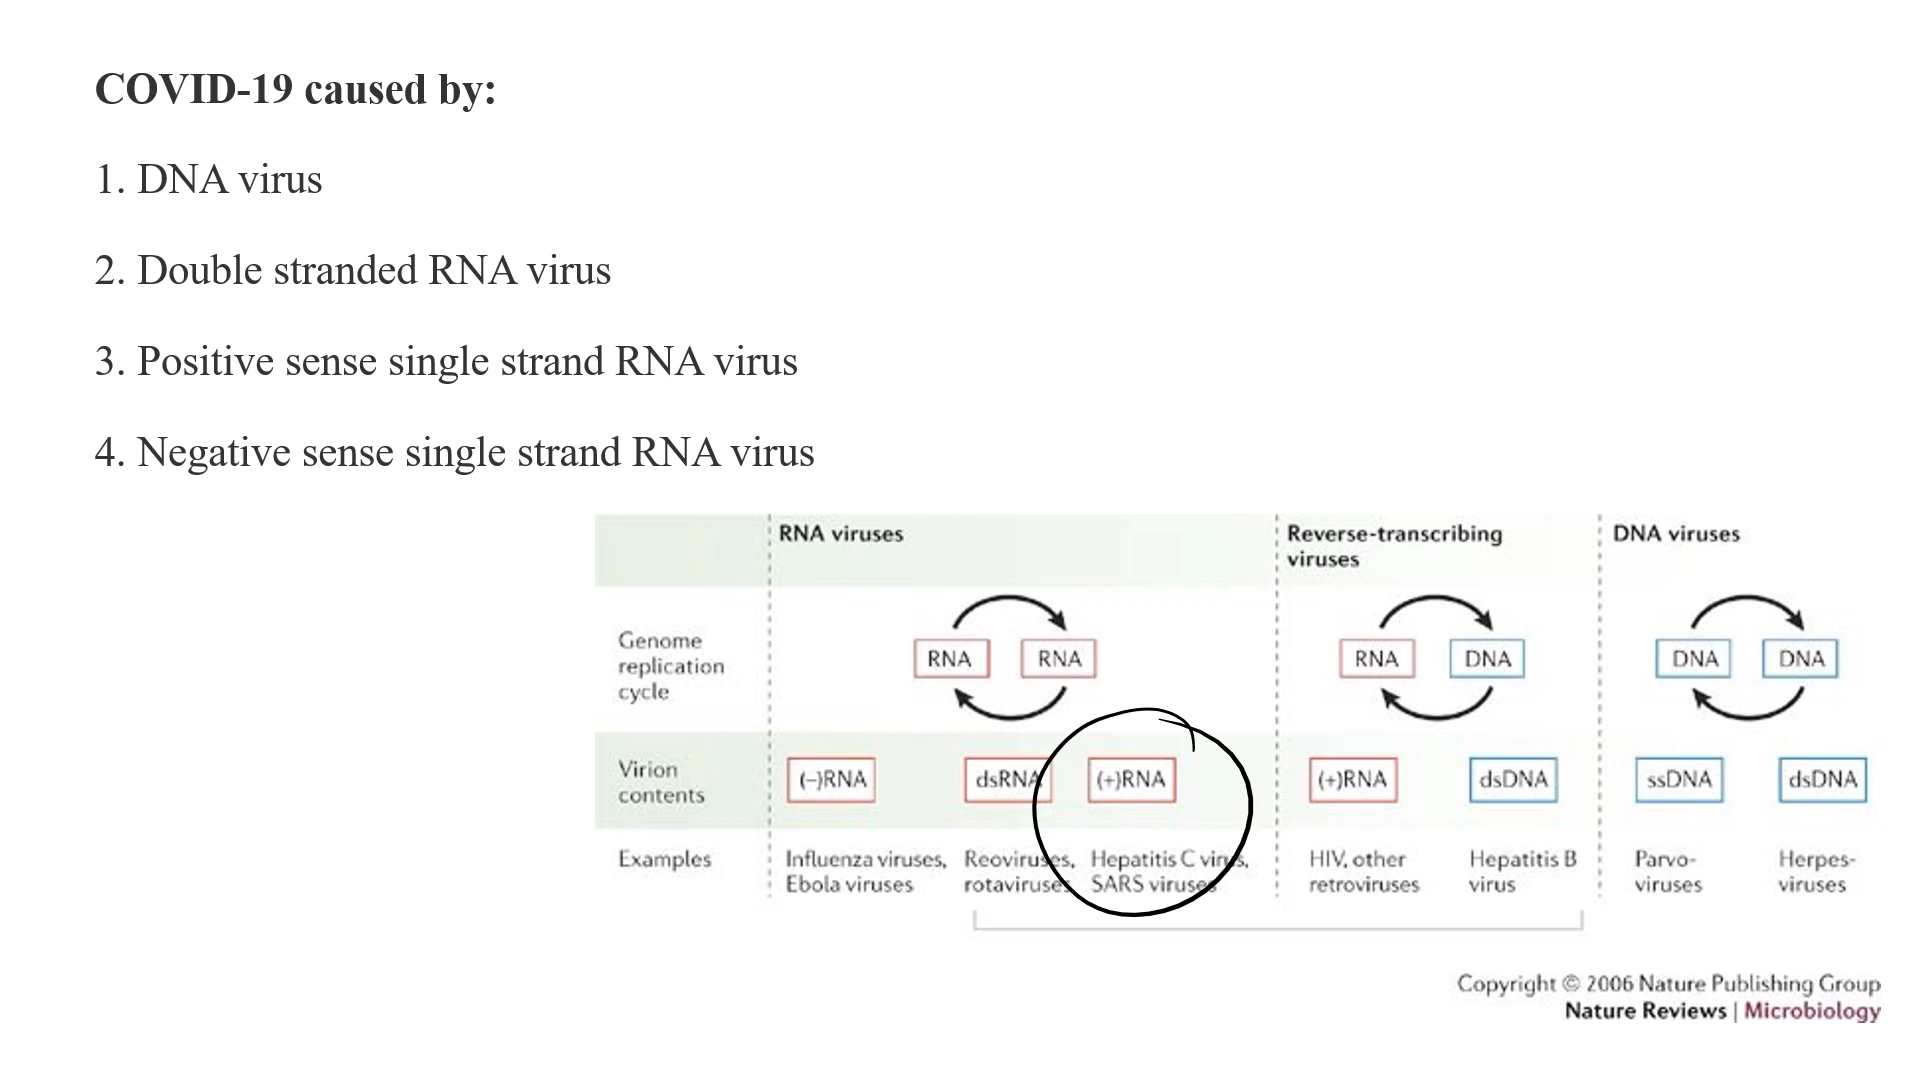 COVID-19 caused by:
1. DNA virus
2. Double stranded RNA virus
3. Positive sense single strand RNA virus
4. Negative sense single strand RNA virus
RNA viruses
Reverse-transcribing
viruses
DNA viruses
Genome
replication
cycle
RNA RNA
RNA DNA
DNA DNA
Virion
contents
(–)RNA dsRNA (+)RNA (+)RNA dsDNA ssDNA dsDNA
Examples
Influenza viruses,
Ebola viruses
Reoviruses,
rotaviruses
Hepatitis C virus,
SARS viruses
HIV, other
retroviruses
Hepatitis B
virus
Parvo-
viruses
Herpes-
viruses
Copyright © 2006 Nature Publishing Group
Nature Reviews | Microbiology